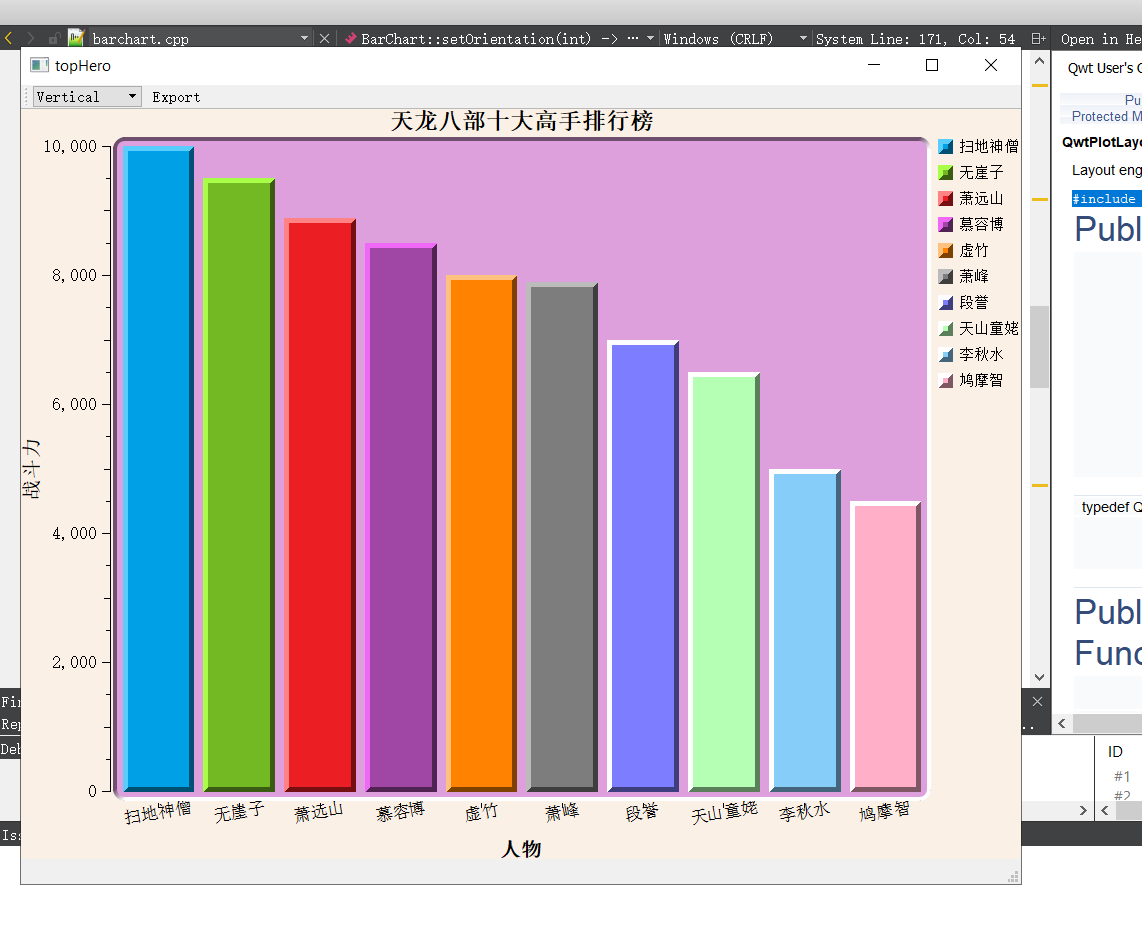 barchart.cpp
BarChart::setOrientation(int) -> ···
Windows (CRLF)
System Line: 171, Col: 54
Open in He
topHero
Vertical
Export
天龙八部十大高手排行榜
10,000
8,000
6,000
4,000
2,000
0
战斗力
扫地神僧
无崖子
萧远山
慕容博
虚竹
萧峰
段誉
天山童姥
李秋水
鸠摩智
扫地神僧
无崖子
萧远山
慕容博
虚竹
萧峰
段誉
天山童姥
李秋水
鸠摩智
人物
Qwt User's G
Pu
Protected M
QwtPlotLayo
Layout eng
#include
Publ
typedef Q
Publ
Func
ID
#1
#2
Fin
Rep
Deb
Is